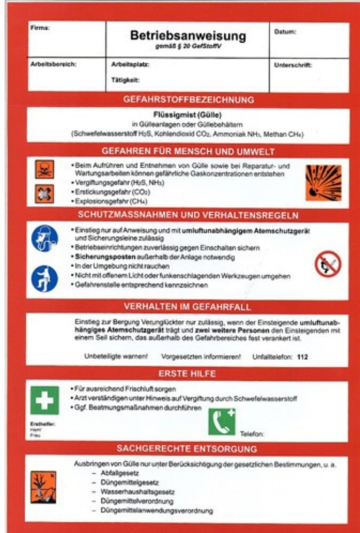 Firma:
Betriebsanweisung
gemäß § 20 GefStoffV
Datum:
Arbeitsbereich:
Arbeitsplatz:
Tätigkeit:
Unterschrift:
GEFAHRSTOFFBEZEICHNUNG
Flüssigmist (Gülle)
in Gülleanlagen oder Güllebehältern
(Schwefelwasserstoff H₂S, Kohlendioxid CO₂, Ammoniak NH₃, Methan CH₄)
GEFAHREN FÜR MENSCH UND UMWELT
• Beim Aufrühren und Entnehmen von Gülle sowie bei Reparatur- und
Wartungsarbeiten können gefährliche Gaskonzentrationen entstehen
• Vergiftungsgefahr (H₂S, NH₃)
• Erstickungsgefahr (CO₂)
• Explosionsgefahr (CH₄)
SCHUTZMASSNAHMEN UND VERHALTENSREGELN
• Einstieg nur auf Anweisung und mit umluftunabhängigem Atemschutzgerät
und Sicherungsleine zulässig
• Betriebseinrichtungen zuverlässig gegen Einschalten sichern
• Sicherungsposten außerhalb der Anlage notwendig
• In der Umgebung nicht rauchen
• Nicht mit offenem Licht oder funkenschlagenden Werkzeugen umgehen
• Gefahrenstelle entsprechend kennzeichnen
VERHALTEN IM GEFAHRFALL
Einstieg zur Bergung Verunglückter nur zulässig, wenn der Einsteigende umluftunab-
hängiges Atemschutzgerät trägt und zwei weitere Personen den Einsteigenden mit
einem Seil sichern, das außerhalb des Gefahrbereiches fest verankert ist.
Unbeteiligte warnen! Vorgesetzten informieren! Unfalltelefon: 112
ERSTE HILFE
• Für ausreichend Frischluft sorgen
• Arzt verständigen unter Hinweis auf Vergiftung durch Schwefelwasserstoff
• Ggf. Beatmungsmaßnahmen durchführen
Ersthelfer:
Herr/
Frau
Telefon:
SACHGERECHTE ENTSORGUNG
Ausbringen von Gülle nur unter Berücksichtigung der gesetzlichen Bestimmungen, u. a.
– Abfallgesetz
– Düngemittelgesetz
– Wasserhaushaltsgesetz
– Düngemittelverordnung
– Düngemittelanwendungsverordnung